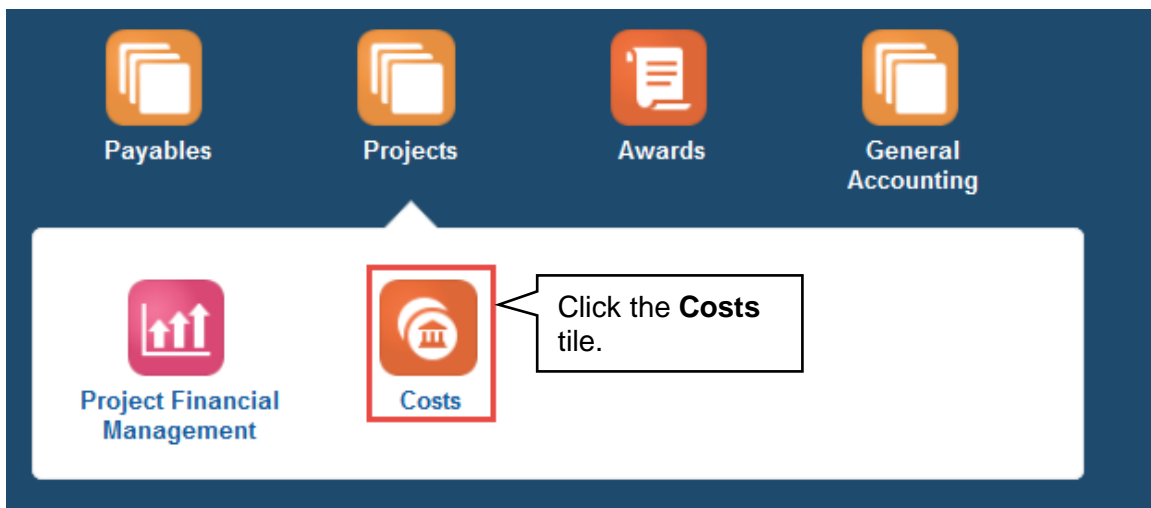 Payables
Projects
Awards
General
Accounting
Click the Costs
tile.
Project Financial
Management
Costs